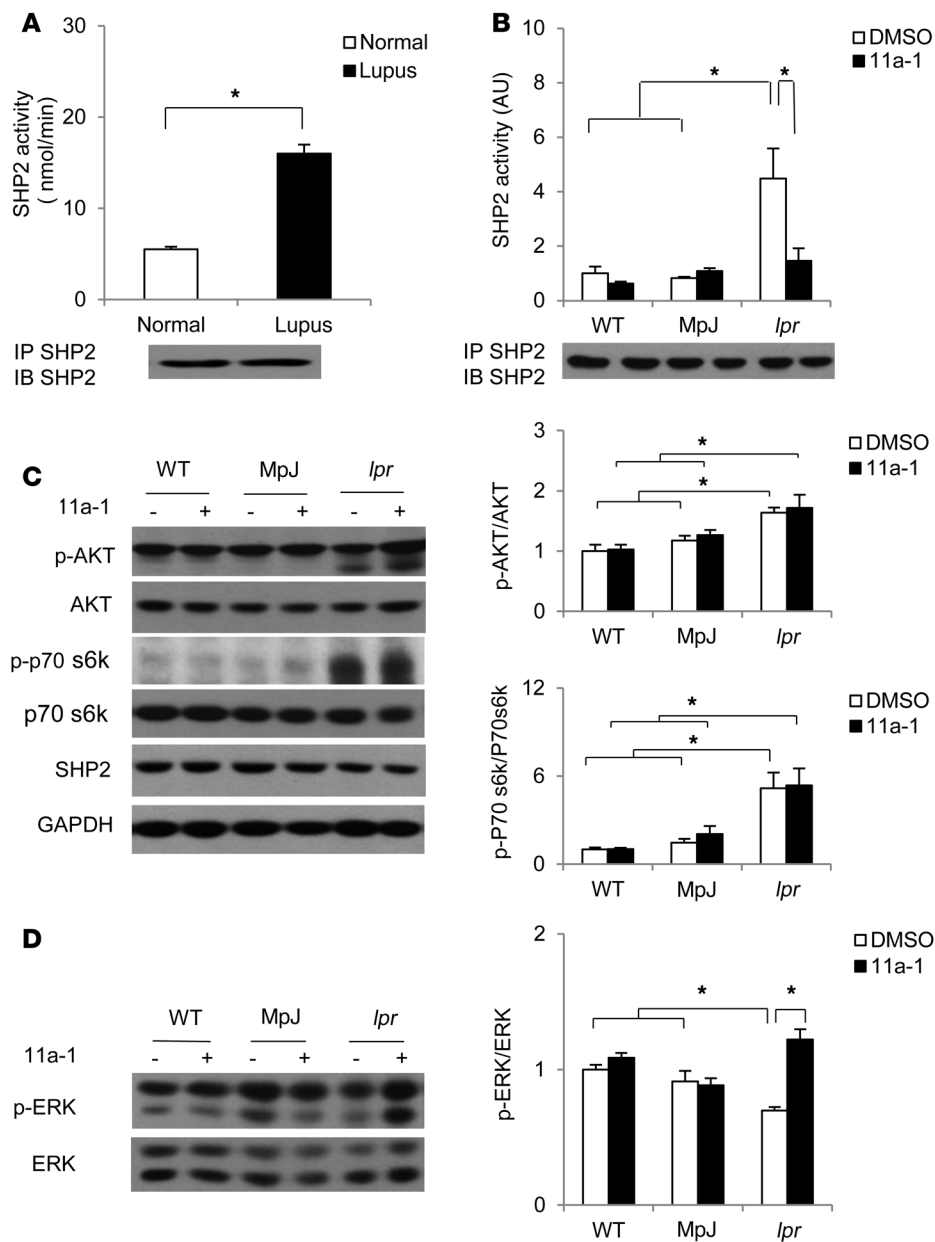 A
30
20
10
0
SHP2 activity
( nmol/min)
Normal
Lupus
*
Normal Lupus
IP SHP2
IB SHP2
B
10
8
6
4
2
0
SHP2 activity (AU)
DMSO
11a-1
* *
WT MpJ lpr
IP SHP2
IB SHP2
C
WT MpJ lpr
11a-1 - + - + - +
p-AKT
AKT
p-p70 s6k
p70 s6k
SHP2
GAPDH
3
2
1
0
p-AKT/AKT
DMSO
11a-1
*
*
WT MpJ lpr
12
6
0
p-P70 s6k/P70s6k
DMSO
11a-1
*
*
WT MpJ lpr
D
WT MpJ lpr
11a-1 - + - + - +
p-ERK
ERK
2
1
0
p-ERK/ERK
DMSO
11a-1
* *
WT MpJ lpr